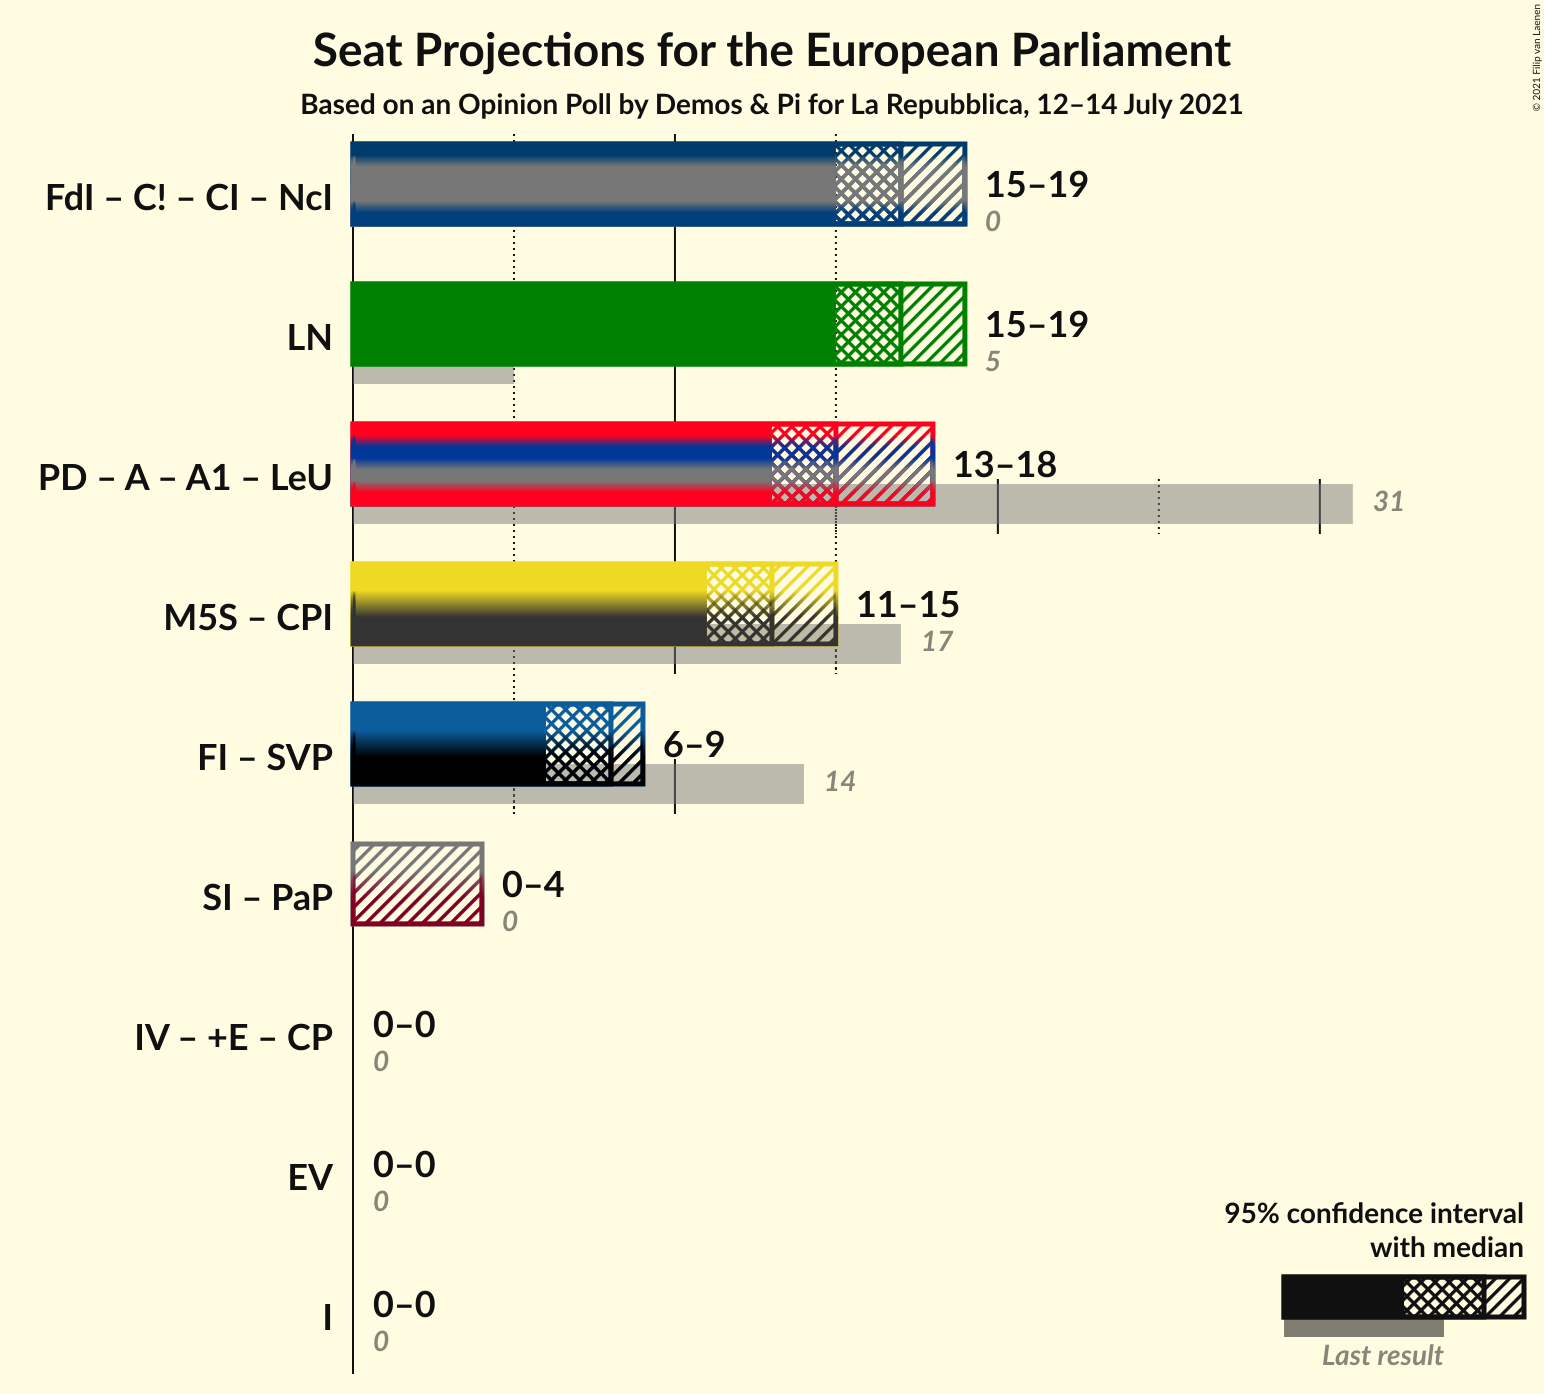 Seat Projections for the European Parliament
Based on an Opinion Poll by Demos & Pi for La Repubblica, 12–14 July 2021
© 2021 Filip van Laenen
FdI – C! – CI – NcI
15–19
0
LN
15–19
5
PD – A – A1 – LeU
13–18
31
M5S – CPI
11–15
17
FI – SVP
6–9
14
SI – PaP
0–4
0
IV – +E – CP
0–0
0
EV
0–0
0
I
0–0
0
95% confidence interval
with median
Last result